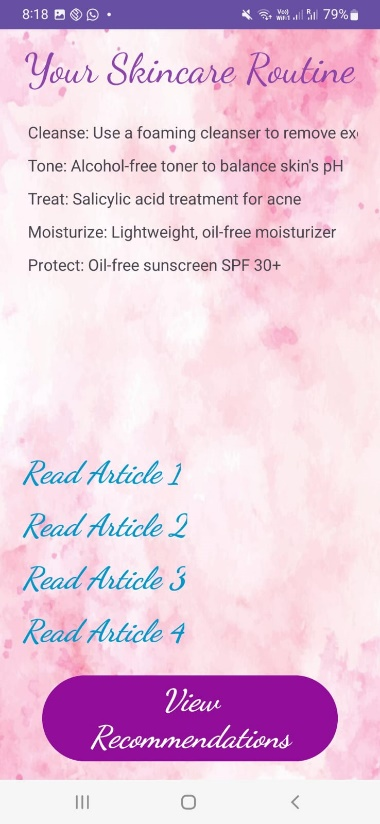 8:18 79%
Your Skincare Routine
Cleanse: Use a foaming cleanser to remove
Tone: Alcohol-free toner to balance skin's pH
Treat: Salicylic acid treatment for acne
Moisturize: Lightweight, oil-free moisturizer
Protect: Oil-free sunscreen SPF 30+
Read Article 1
Read Article 2
Read Article 3
Read Article 4
View
Recommendations